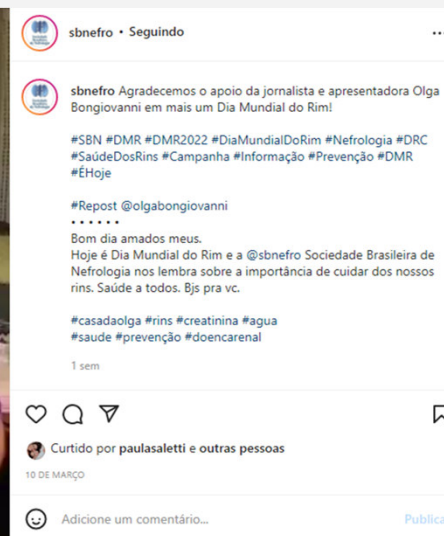 sbnefro • Seguindo
sbnefro Agradecemos o apoio da jornalista e apresentadora Olga
Bongiovanni em mais um Dia Mundial do Rim!
#SBN #DMR #DMR2022 #DiaMundialDoRim #Nefrologia #DRC
#SaúdeDosRins #Campanha #Informação #Prevenção #DMR
#ÉHoje
#Repost @olgabongiovanni
• • • • • •
Bom dia amados meus.
Hoje é Dia Mundial do Rim e a @sbnefro Sociedade Brasileira de
Nefrologia nos lembra sobre a importância de cuidar dos nossos
rins. Saúde a todos. Bjs pra vc.
#casadaolga #rins #creatinina #agua
#saude #prevenção #doencarenal
1 sem
Curtido por paulasaletti e outras pessoas
10 DE MARÇO
Adicione um comentário...
Publica